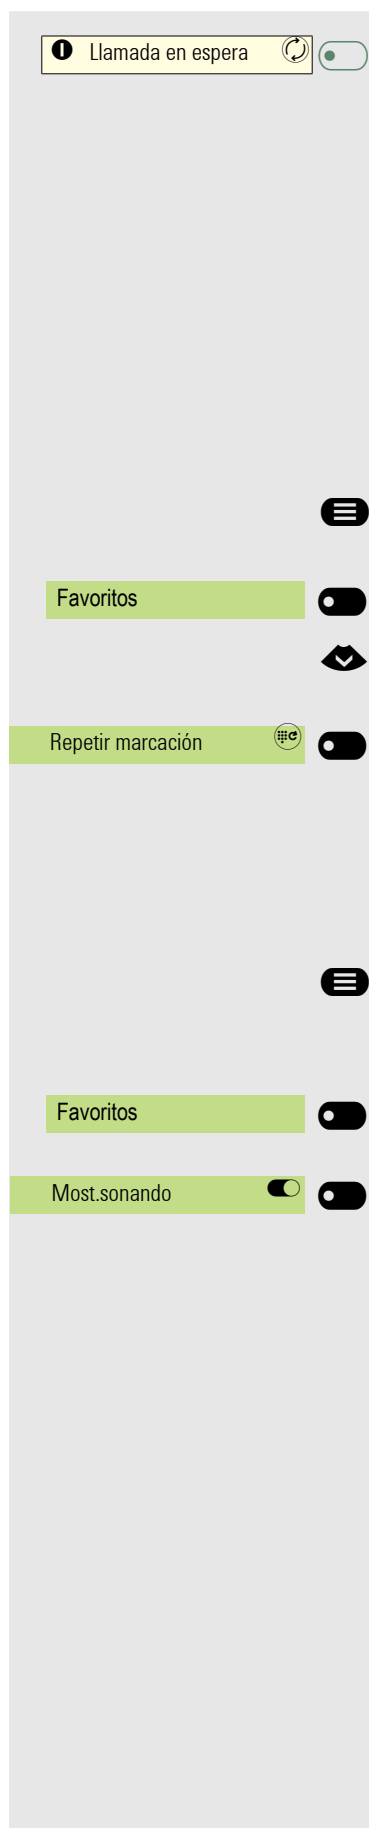 Llamada en espera
Favoritos
Repetir marcación
Favoritos
Most.sonando